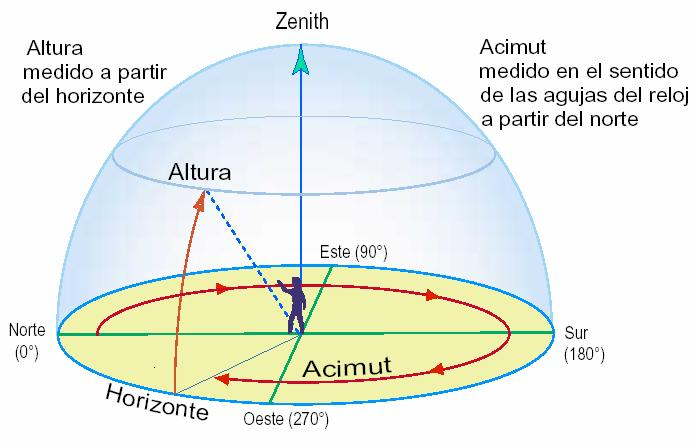 Zenith
Altura
medido a partir
del horizonte
Acimut
medido en el sentido
de las agujas del reloj
a partir del norte
Altura
Este (90°)
Norte
(0°)
Sur
(180°)
Acimut
Horizonte
Oeste (270°)